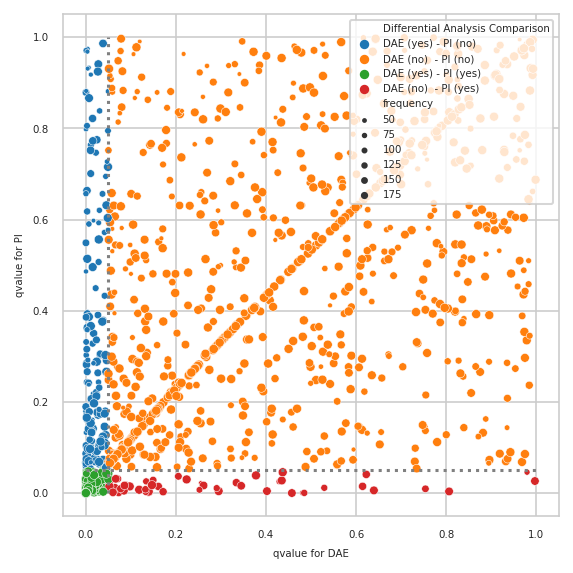 Differential Analysis Comparison
DAE (yes) - PI (no)
DAE (no) - PI (no)
DAE (yes) - PI (yes)
DAE (no) - PI (yes)
frequency
50
75
100
125
150
175
qvalue for PI
1.0
0.8
0.6
0.4
0.2
0.0
0.0 0.2 0.4 0.6 0.8 1.0
qvalue for DAE